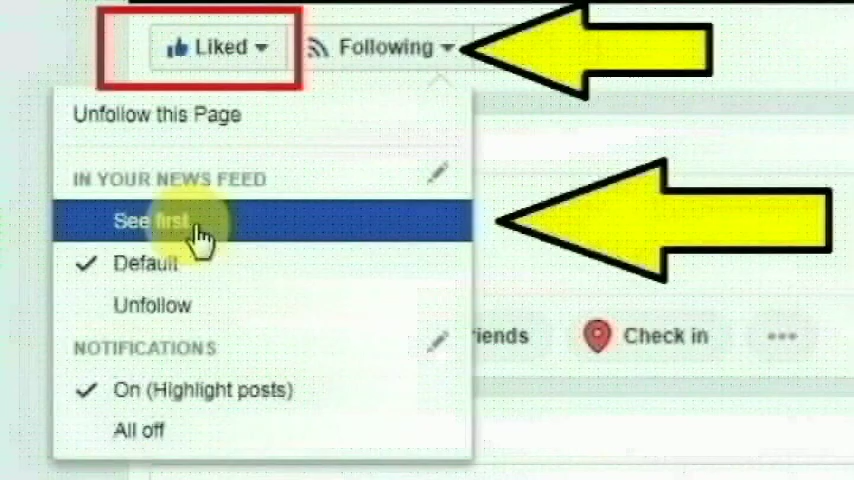 Liked Following
Unfollow this Page
IN YOUR NEWS FEED
See first
Default
Unfollow
riends Check in
NOTIFICATIONS
On (Highlight posts)
All off